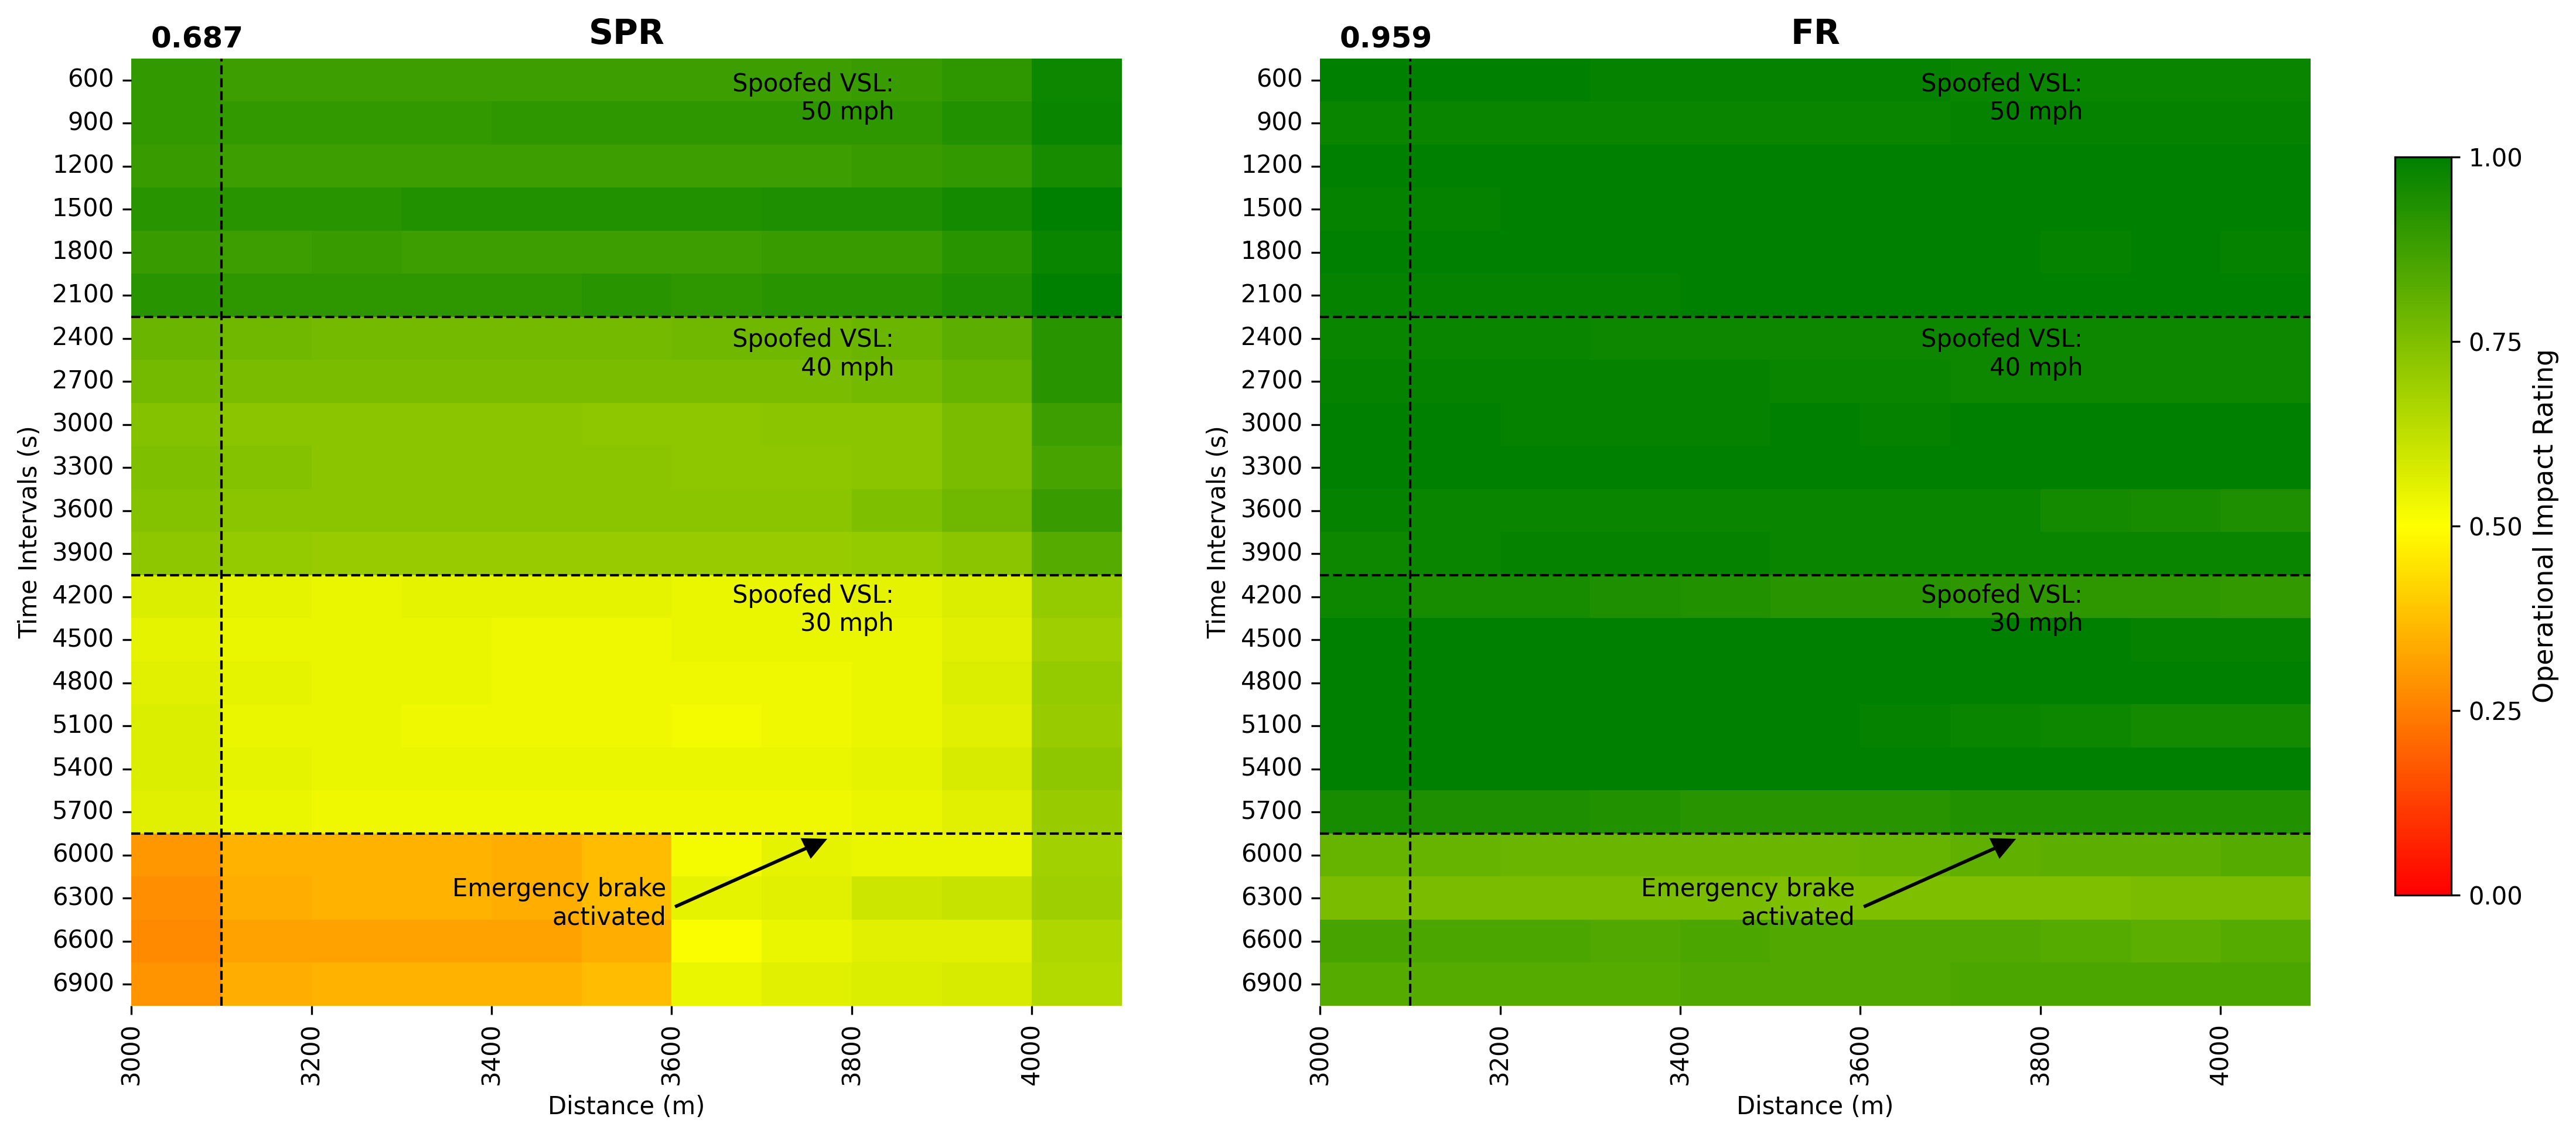 0.687
SPR
600
900
1200
1500
1800
2100
2400
2700
3000
3300
3600
3900
4200
4500
4800
5100
5400
5700
6000
6300
6600
6900
Time Intervals (s)
Spoofed VSL:
50 mph
Spoofed VSL:
40 mph
Spoofed VSL:
30 mph
Emergency brake
activated
3000
3200
3400
3600
3800
4000
Distance (m)
0.959
FR
600
900
1200
1500
1800
2100
2400
2700
3000
3300
3600
3900
4200
4500
4800
5100
5400
5700
6000
6300
6600
6900
Time Intervals (s)
Spoofed VSL:
50 mph
Spoofed VSL:
40 mph
Spoofed VSL:
30 mph
Emergency brake
activated
3000
3200
3400
3600
3800
4000
Distance (m)
1.00
0.75
0.50
0.25
0.00
Operational Impact Rating